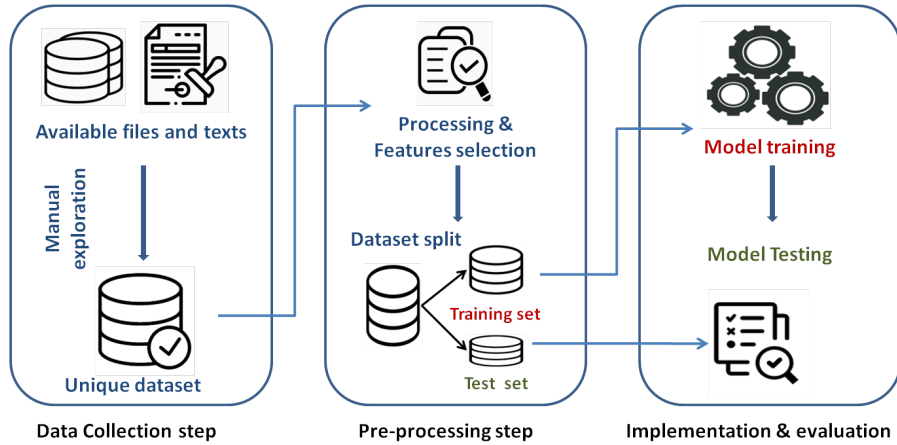 Available files and texts
Manual
exploration
Unique dataset
Data Collection step
Processing &
Features selection
Dataset split
Training set
Test set
Pre-processing step
Model training
Model Testing
Implementation & evaluation